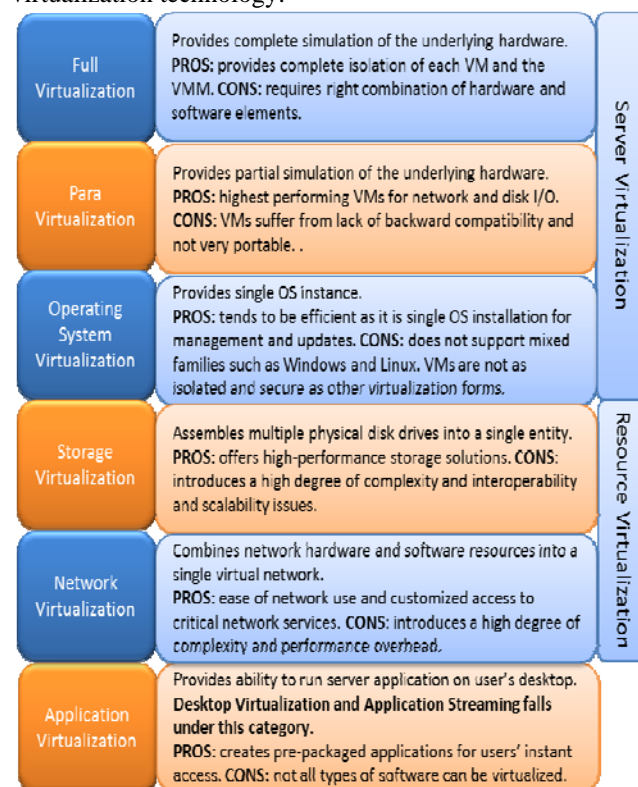 virtualization technology.
Full
Virtualization
Provides complete simulation of the underlying hardware.
PROS: provides complete isolation of each VM and the
VMM. CONS: requires right combination of hardware and
software elements.
Para
Virtualization
Provides partial simulation of the underlying hardware.
PROS: highest performing VMs for network and disk I/O.
CONS: VMs suffer from lack of backward compatibility and
not very portable. .
Operating
System
Virtualization
Provides single OS instance.
PROS: tends to be efficient as it is single OS installation for
management and updates. CONS: does not support mixed
families such as Windows and Linux. VMs are not as
isolated and secure as other virtualization forms.
Server Virtualization
Storage
Virtualization
Assembles multiple physical disk drives into a single entity.
PROS: offers high-performance storage solutions. CONS:
introduces a high degree of complexity and interoperability
and scalability issues.
Network
Virtualization
Combines network hardware and software resources into a
single virtual network.
PROS: ease of network use and customized access to
critical network services. CONS: introduces a high degree of
complexity and performance overhead.
Resource Virtualization
Application
Virtualization
Provides ability to run server application on user's desktop.
Desktop Virtualization and Application Streaming falls
under this category.
PROS: creates pre-packaged applications for users' instant
access. CONS: not all types of software can be virtualized.